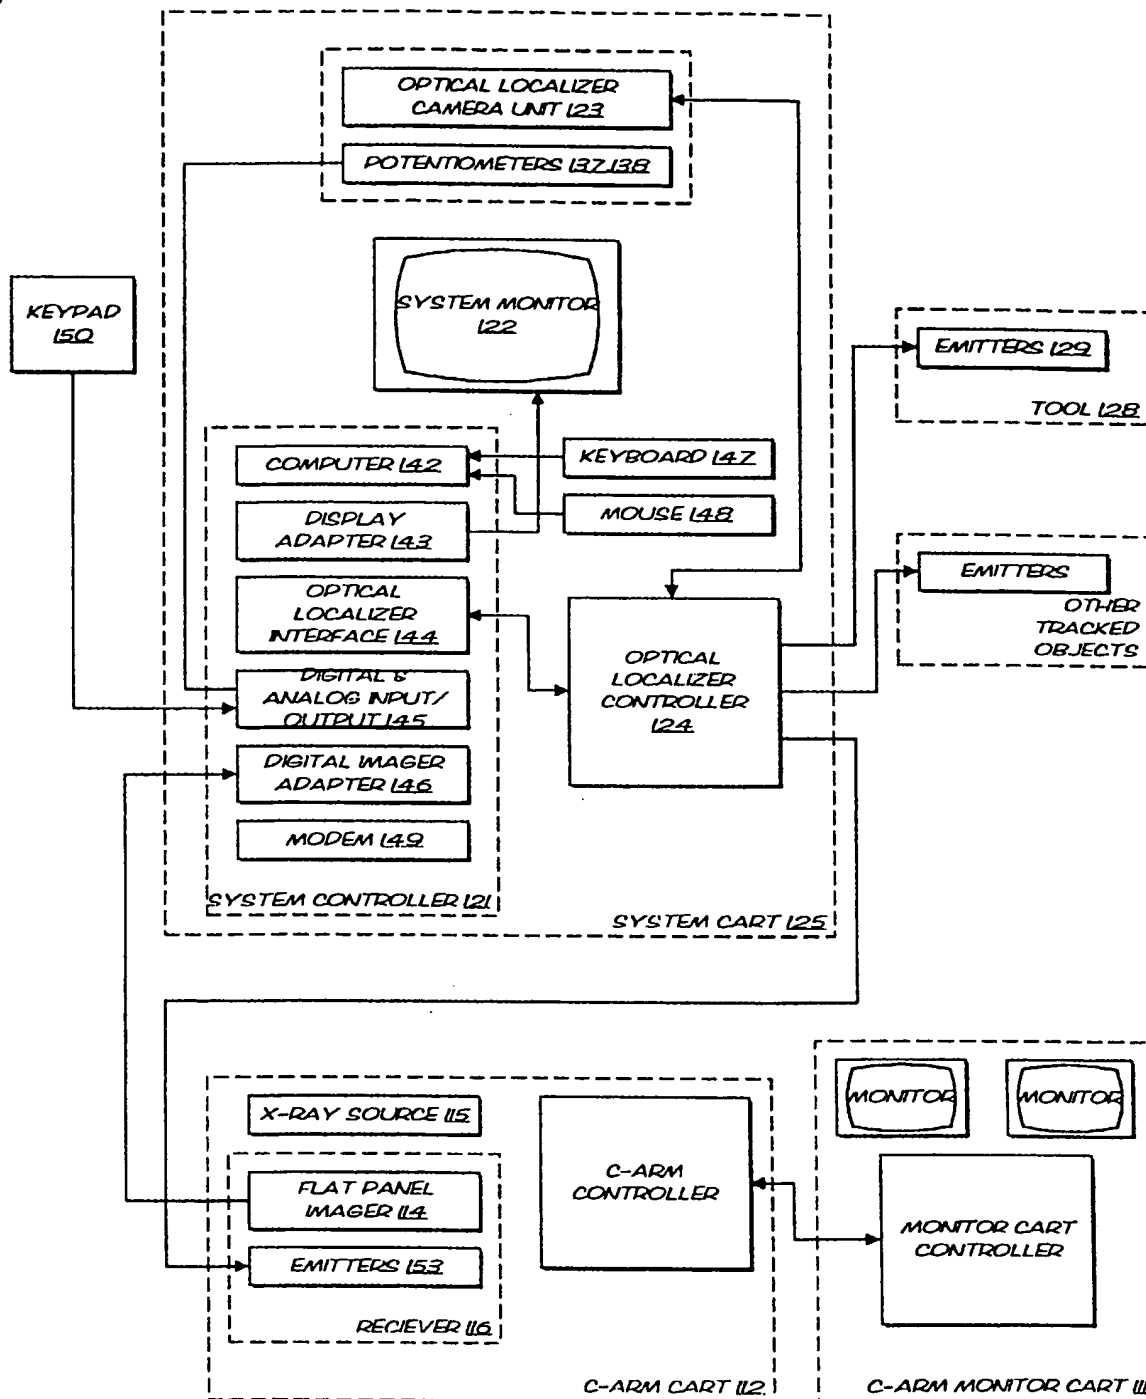 OPTICAL LOCALIZER
CAMERA UNIT 123
POTENTIOMETERS 137,138
SYSTEM MONITOR
122
KEYPAD
150
EMITTERS 129
TOOL 128
COMPUTER 142
KEYBOARD 147
DISPLAY
ADAPTER 143
MOUSE 148
OPTICAL
LOCALIZER
INTERFACE 144
EMITTERS
OTHER
TRACKED
OBJECTS
OPTICAL
LOCALIZER
CONTROLLER
124
DIGITAL &
ANALOG INPUT/
OUTPUT 145
DIGITAL IMAGER
ADAPTER 146
MODEM 149
SYSTEM CONTROLLER 121
SYSTEM CART 125
X-RAY SOURCE 115
FLAT PANEL
IMAGER 114
EMITTERS 153
RECIEVER 116
C-ARM
CONTROLLER
C-ARM CART 112
MONITOR
MONITOR
MONITOR CART
CONTROLLER
C-ARM MONITOR CART